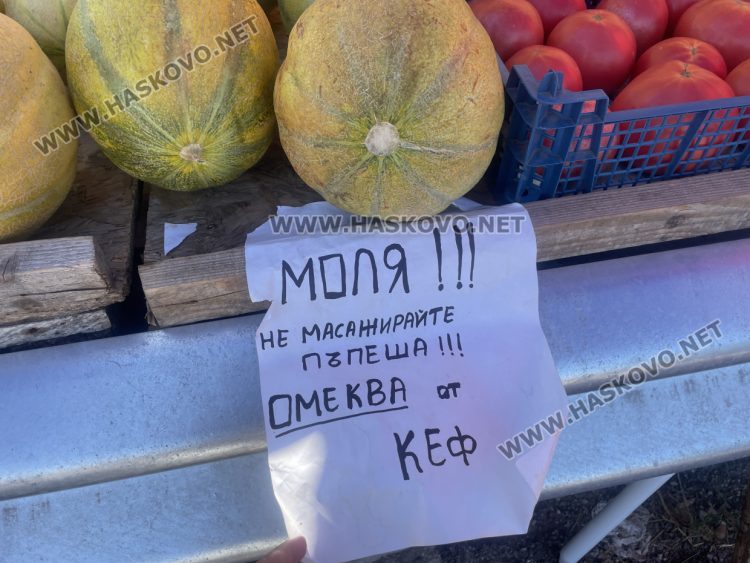 WWW.HASKOVO.NET
WWW.HASKOVO.NET
МОЛЯ!!!
НЕ МАСАЖИРАЙТЕ
ПЪПЕША!!!
ОМЕКВА от
КЕФ
WWW.HASKOVO.NET